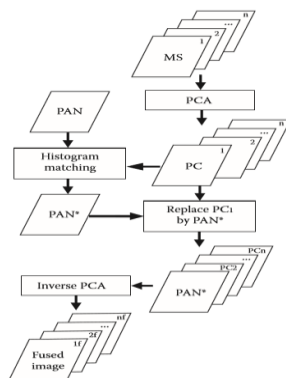 n
...
2
1
MS
PCA
PAN
n
...
2
1
PC
Histogram
matching
PAN*
Replace PC1
by PAN*
PCn
...
PC2
PAN*
Inverse PCA
nf
...
2f
1f
Fused
image